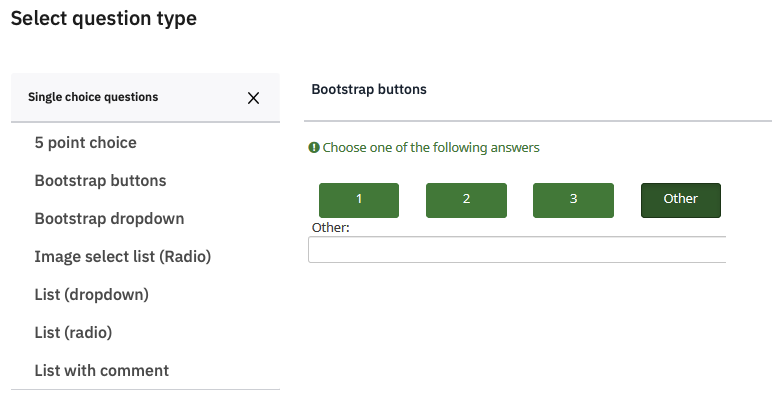 Select question type
Single choice questions
5 point choice
Bootstrap buttons
Bootstrap dropdown
Image select list (Radio)
List (dropdown)
List (radio)
List with comment
Bootstrap buttons
Choose one of the following answers
1 2 3 Other
Other: